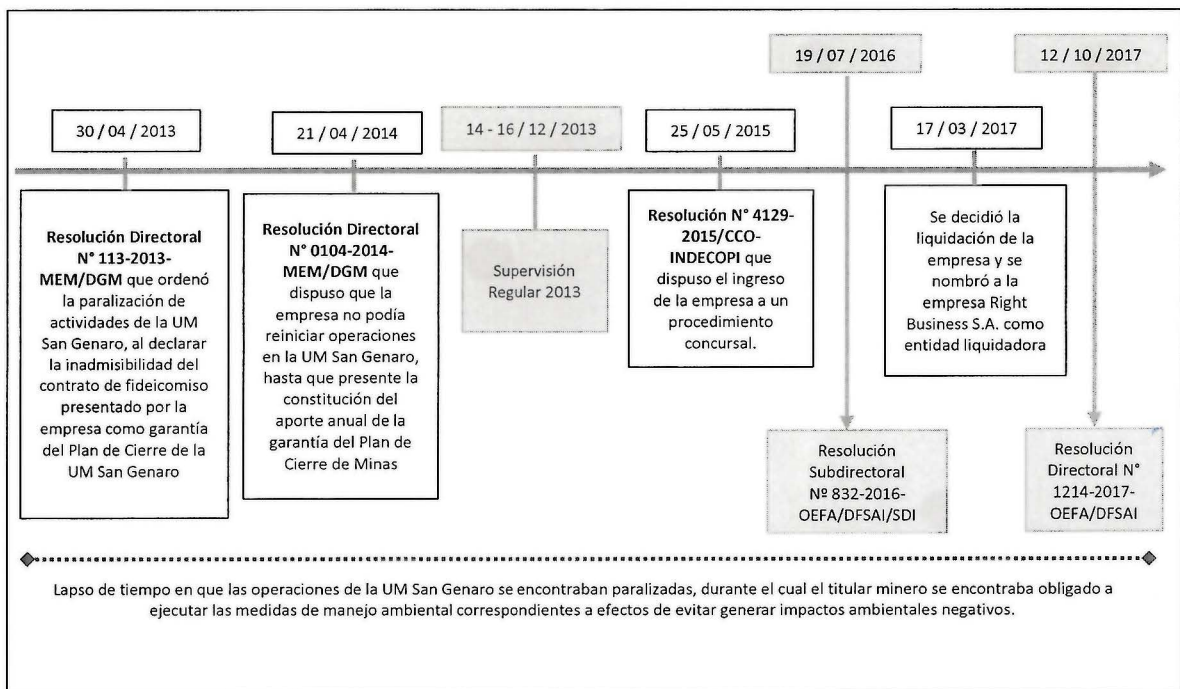 19 / 07 / 2016
12 / 10 / 2017
30 / 04 / 2013
21 / 04 / 2014
14 - 16 / 12 / 2013
25 / 05 / 2015
17 / 03 / 2017
Resolución Directoral
N° 113-2013-
MEM/DGM que ordenó
la paralización de
actividades de la UM
San Genaro, al declarar
la inadmisibilidad del
contrato de fideicomiso
presentado por la
empresa como garantía
del Plan de Cierre de la
UM San Genaro
Resolución Directoral
N° 0104-2014-
MEM/DGM que
dispuso que la
empresa no podía
reiniciar operaciones
en la UM San Genaro,
hasta que presente la
constitución del
aporte anual de la
garantía del Plan de
Cierre de Minas
Supervisión
Regular 2013
Resolución N° 4129-
2015/CCO-
INDECOPI que
dispuso el ingreso
de la empresa a un
procedimiento
concursal.
Se decidió la
liquidación de la
empresa y se
nombró a la
empresa Right
Business S.A. como
entidad liquidadora
Resolución
Subdirectoral
Nº 832-2016-
OEFA/DFSAI/SDI
Resolución
Directoral N°
1214-2017-
OEFA/DFSAI
Lapso de tiempo en que las operaciones de la UM San Genaro se encontraban paralizadas, durante el cual el titular minero se encontraba obligado a
ejecutar las medidas de manejo ambiental correspondientes a efectos de evitar generar impactos ambientales negativos.